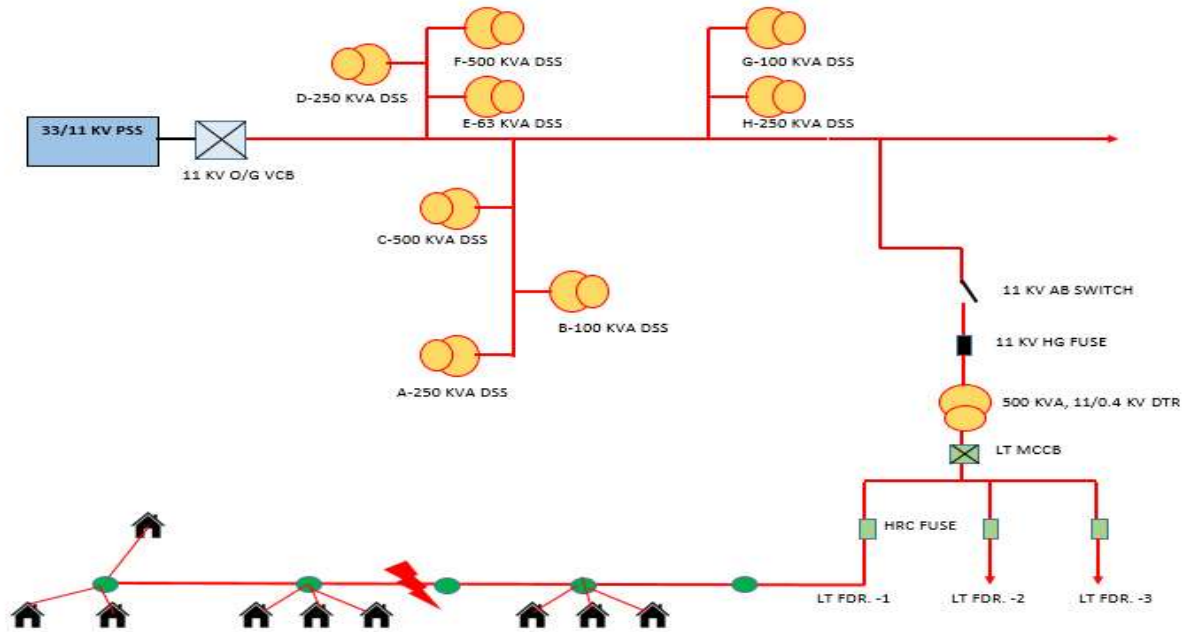 F-500 KVA DSS
G-100 KVA DSS
D-250 KVA DSS
E-63 KVA DSS
H-250 KVA DSS
33/11 KV PSS
11 KV O/G VCB
C-500 KVA DSS
11 KV AB SWITCH
B-100 KVA DSS
11 KV HG FUSE
A-250 KVA DSS
500 KVA, 11/0.4 KV DTR
LT MCCB
HRC FUSE
LT FDR. -1
LT FDR. -2
LT FDR. -3